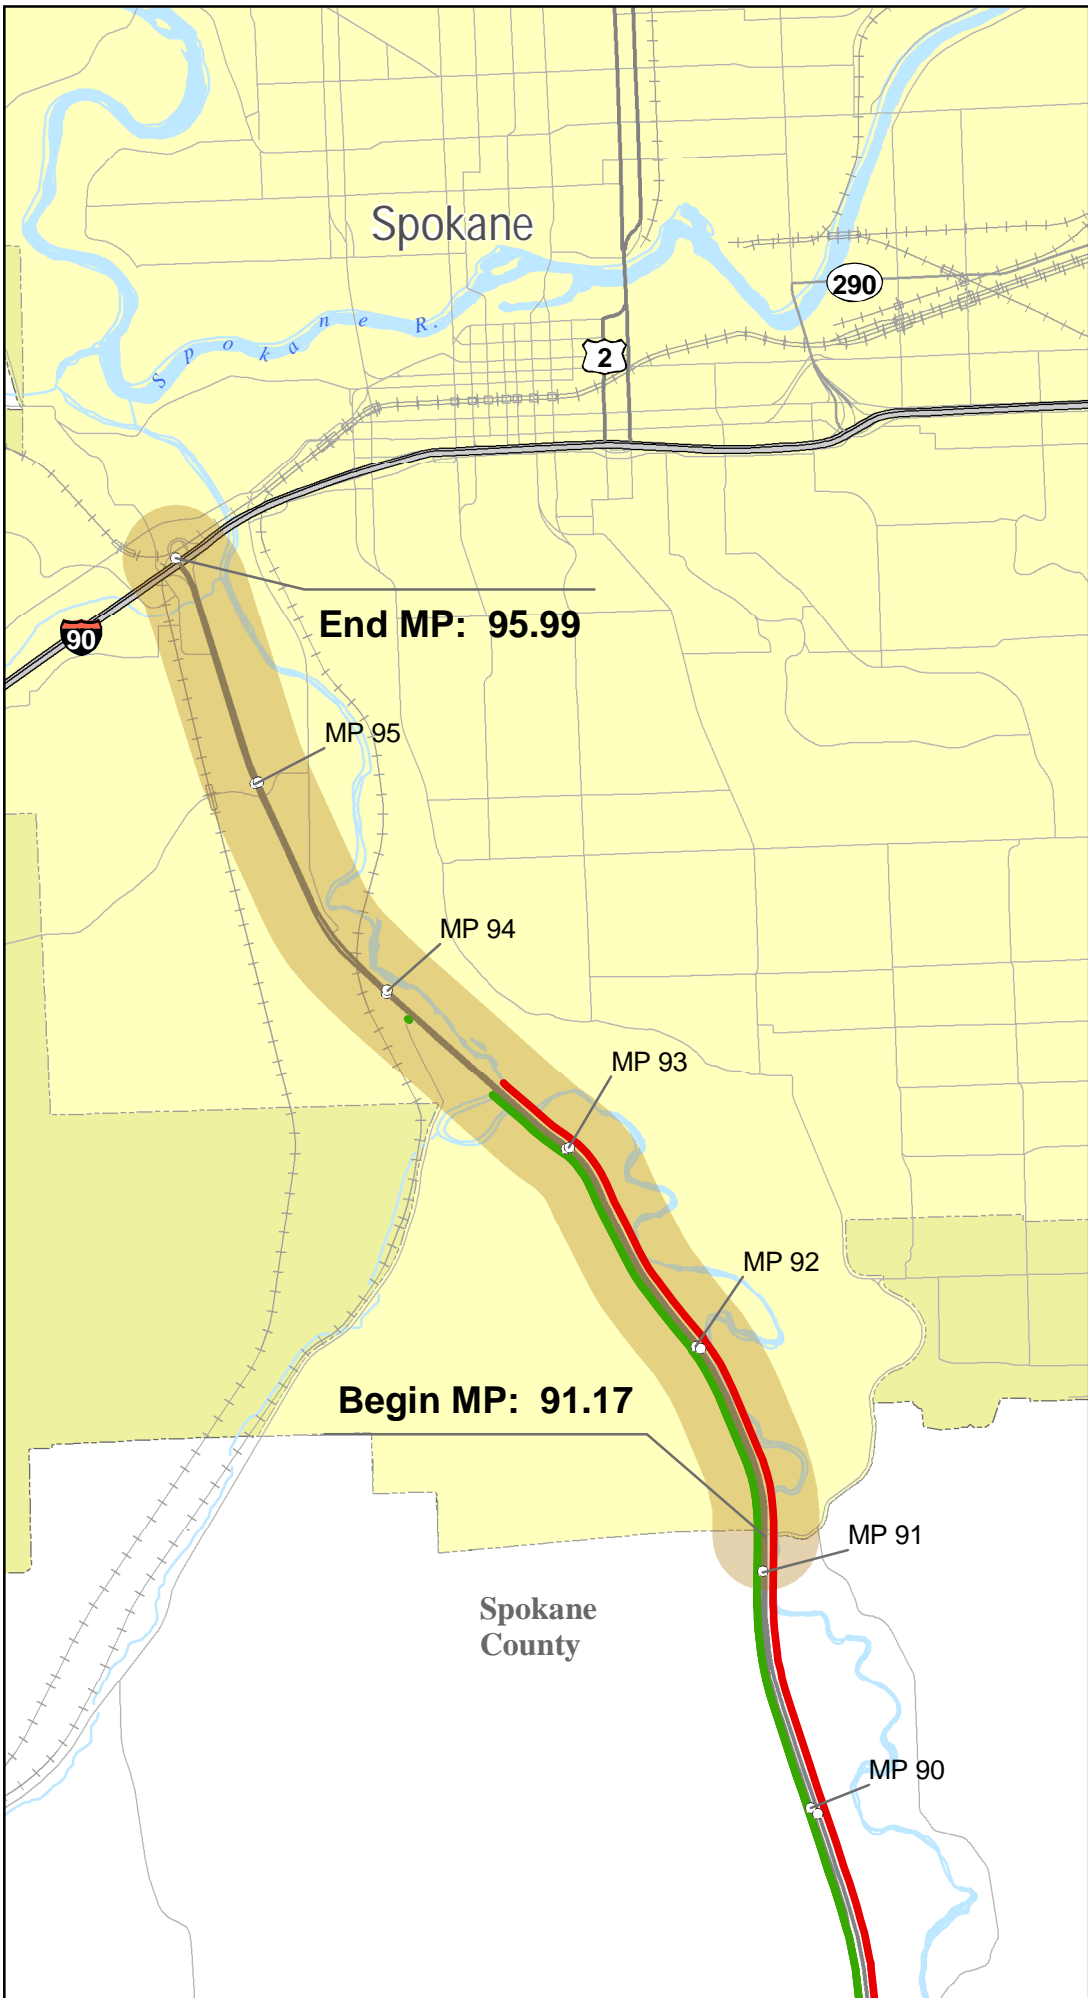 Spokane
290
Spokane R.
2
End MP: 95.99
90
MP 95
MP 94
MP 93
MP 92
Begin MP: 91.17
MP 91
Spokane
County
MP 90